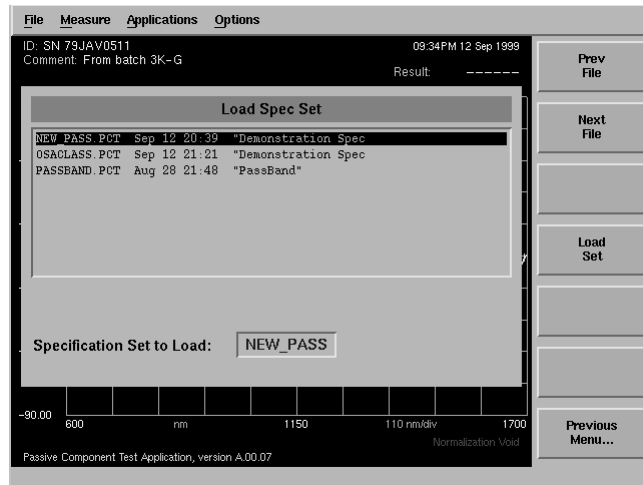 File Measure Applications Options
ID: SN 79JAV0511 09:34PM 12 Sep 1999
Comment: From batch 3K-G
Result: ------
Prev File
Load Spec Set
Next File
NEW_PASS.PCT Sep 12 20:39 "Demonstration Spec
OSACLASS.PCT Sep 12 21:21 "Demonstration Spec
PASSBAND.PCT Aug 28 21:48 "PassBand"
Load Set
Specification Set to Load: NEW_PASS
-90.00
600 nm 1150 110 nm/div 1700
Normalization Void
Previous Menu...
Passive Component Test Application, version A.00.07